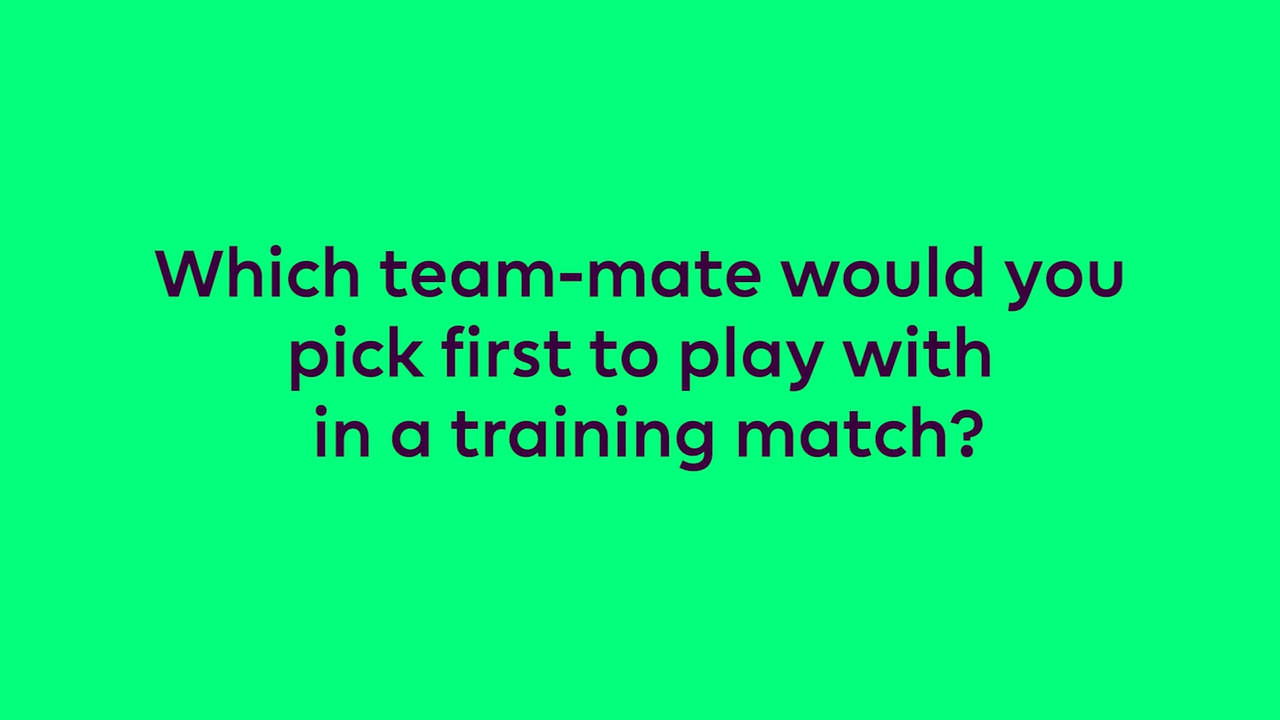 Which team-mate would you
pick first to play with
in a training match?